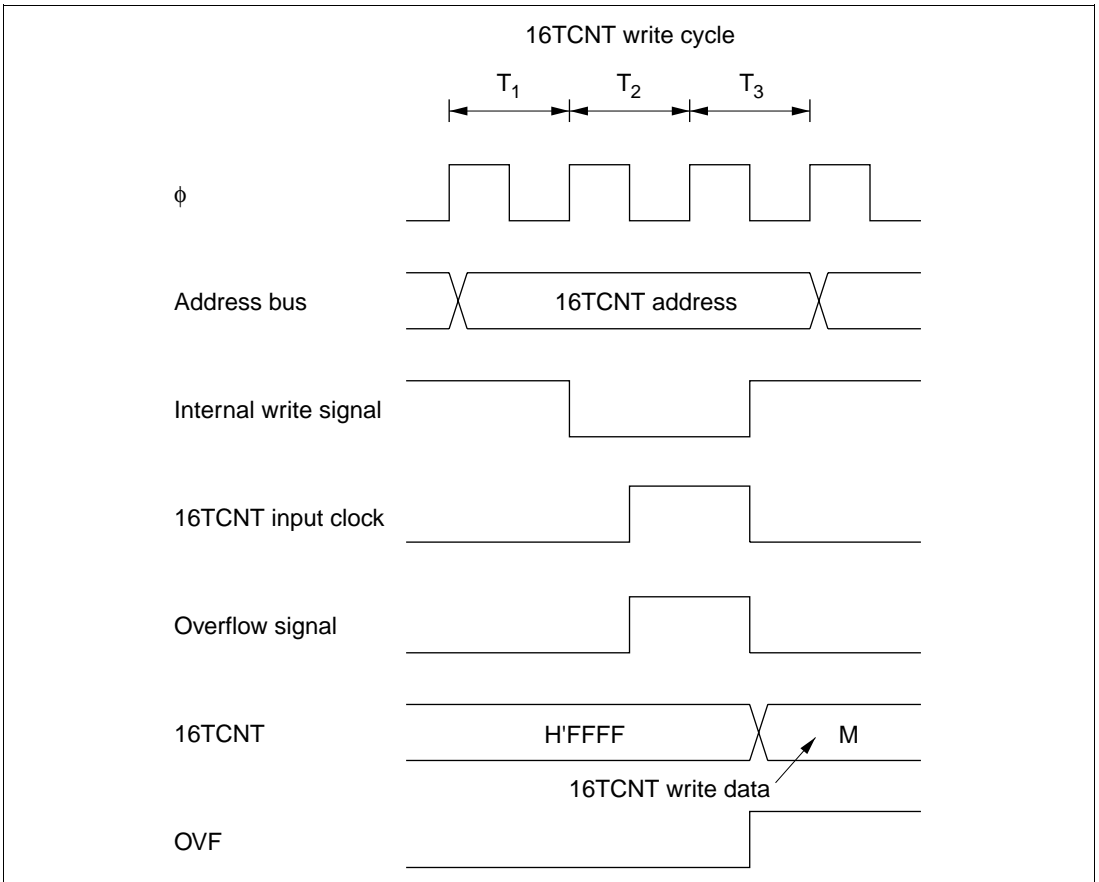 16TCNT write cycle
T1 T2 T3
φ
Address bus 16TCNT address
Internal write signal
16TCNT input clock
Overflow signal
16TCNT H'FFFF M
16TCNT write data
OVF